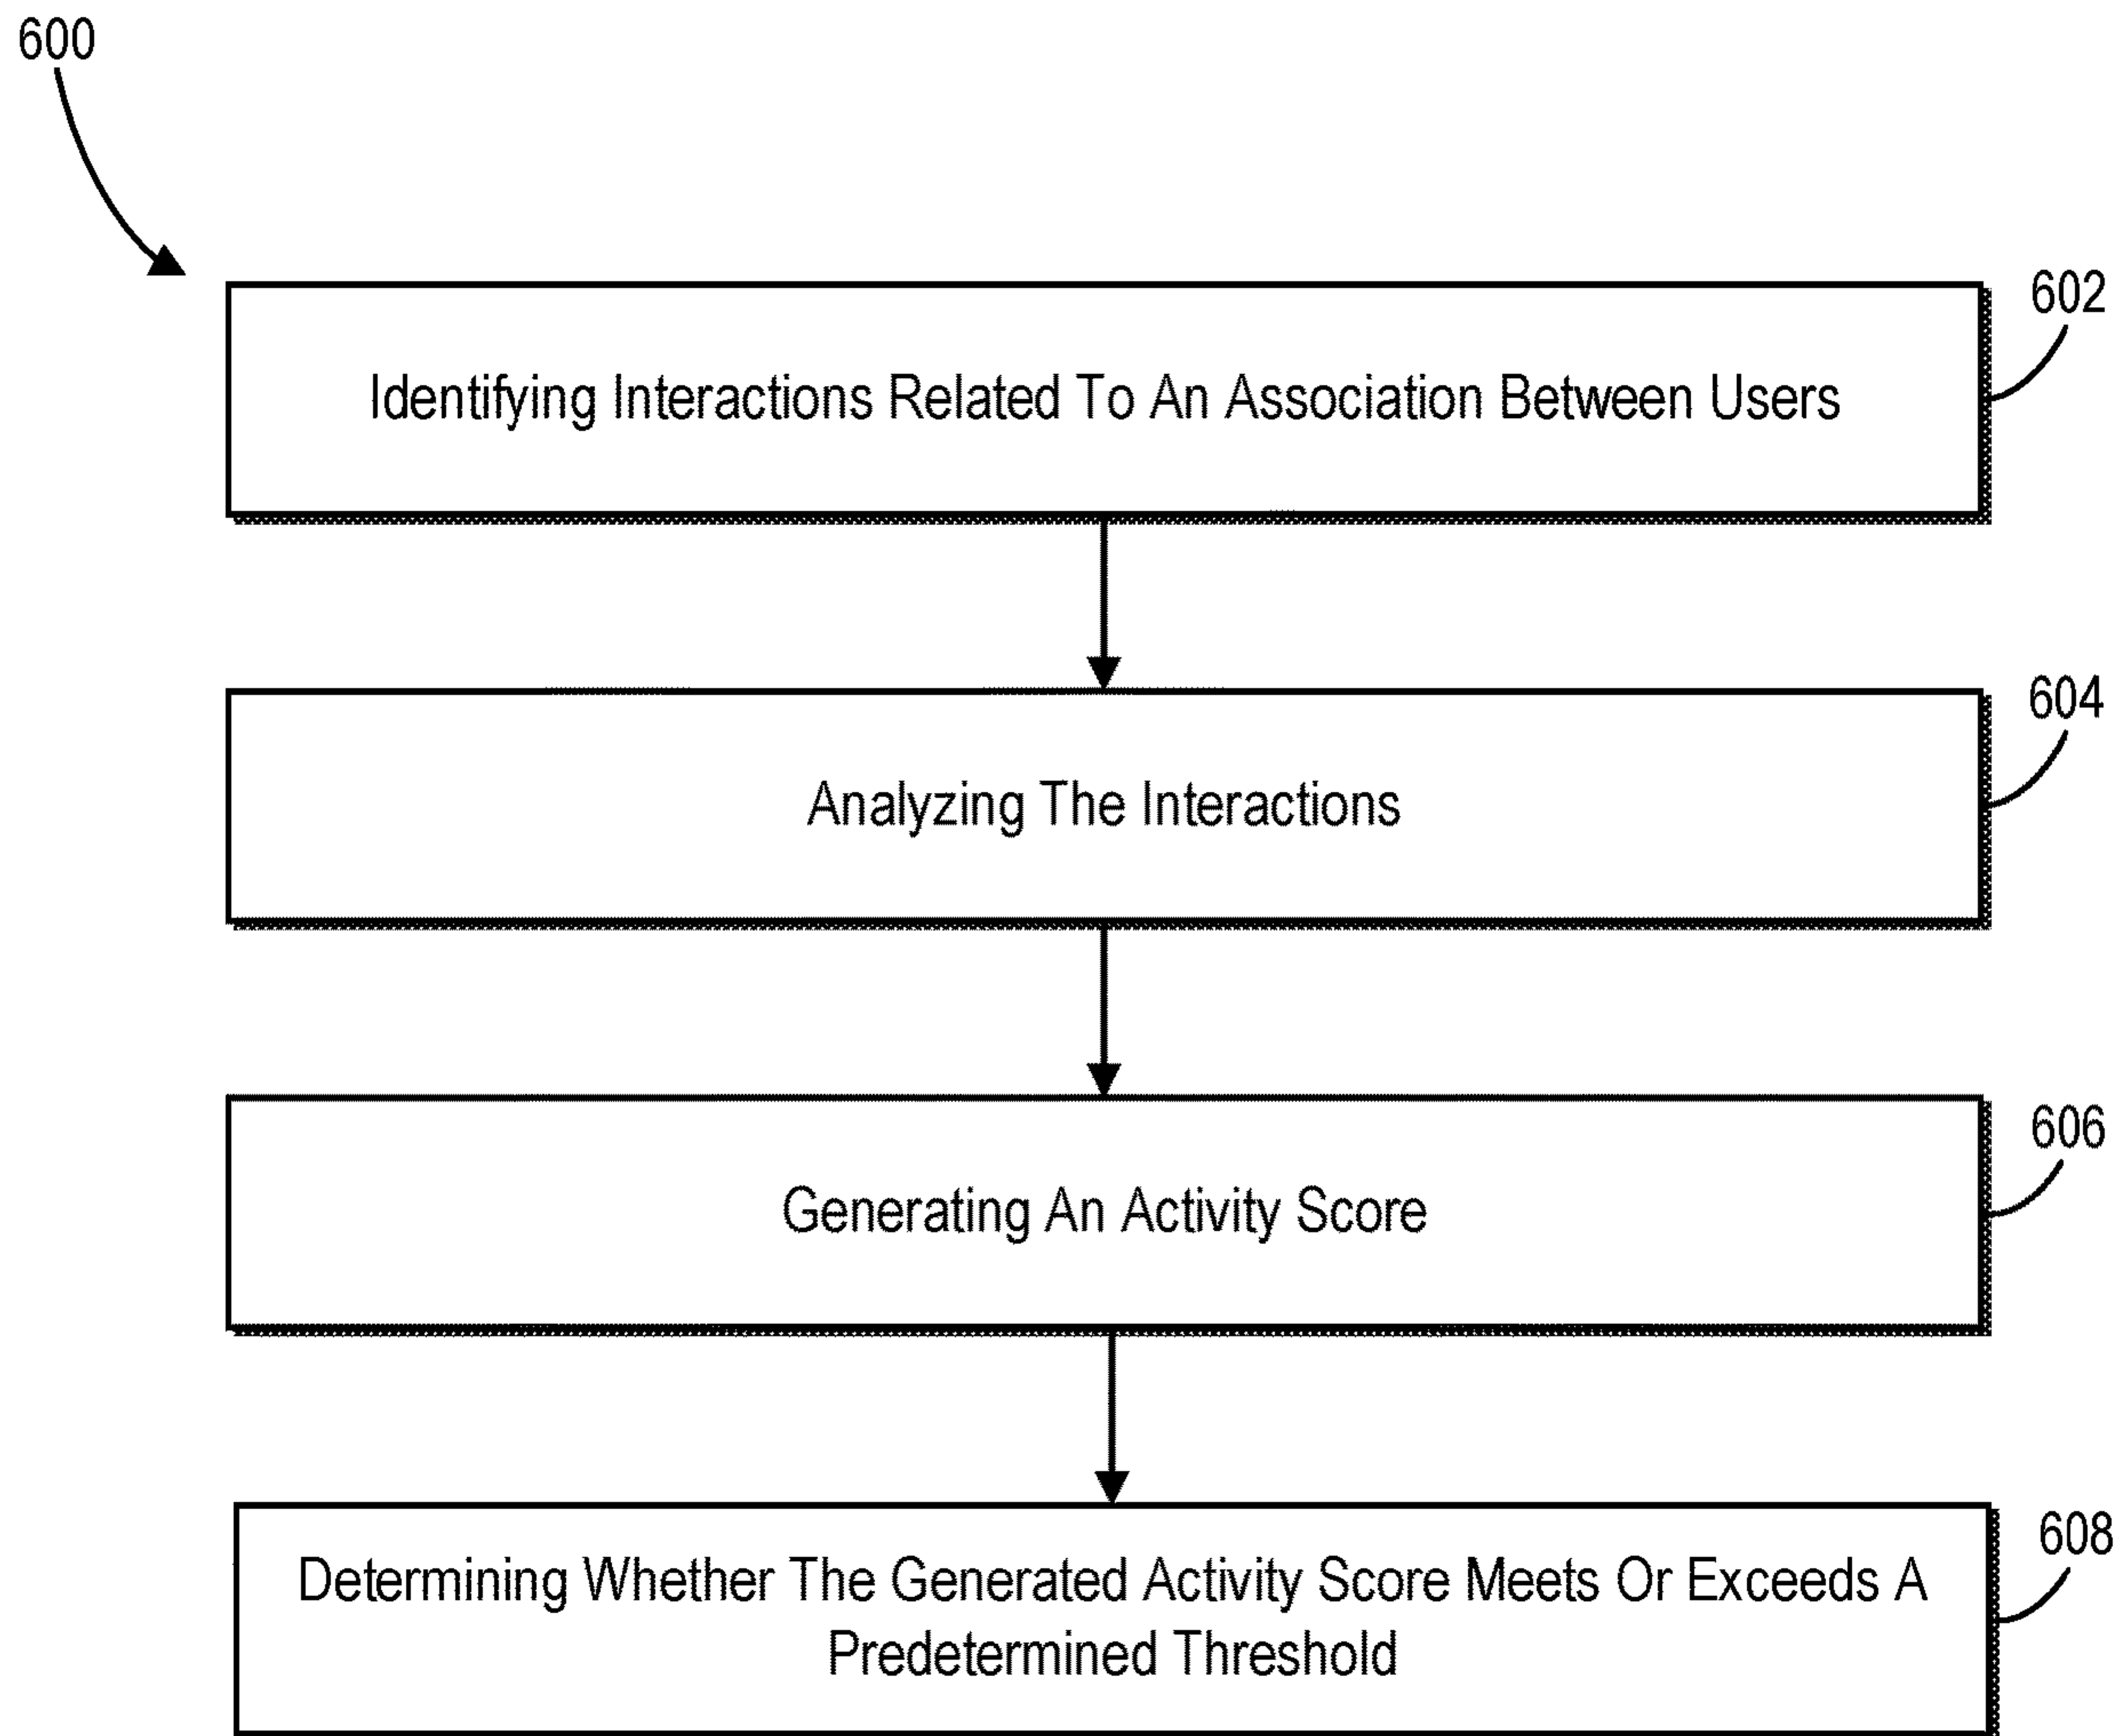 600
602
Identifying Interactions Related To An Association Between Users
604
Analyzing The Interactions
606
Generating An Activity Score
608
Determining Whether The Generated Activity Score Meets Or Exceeds A
Predetermined Threshold